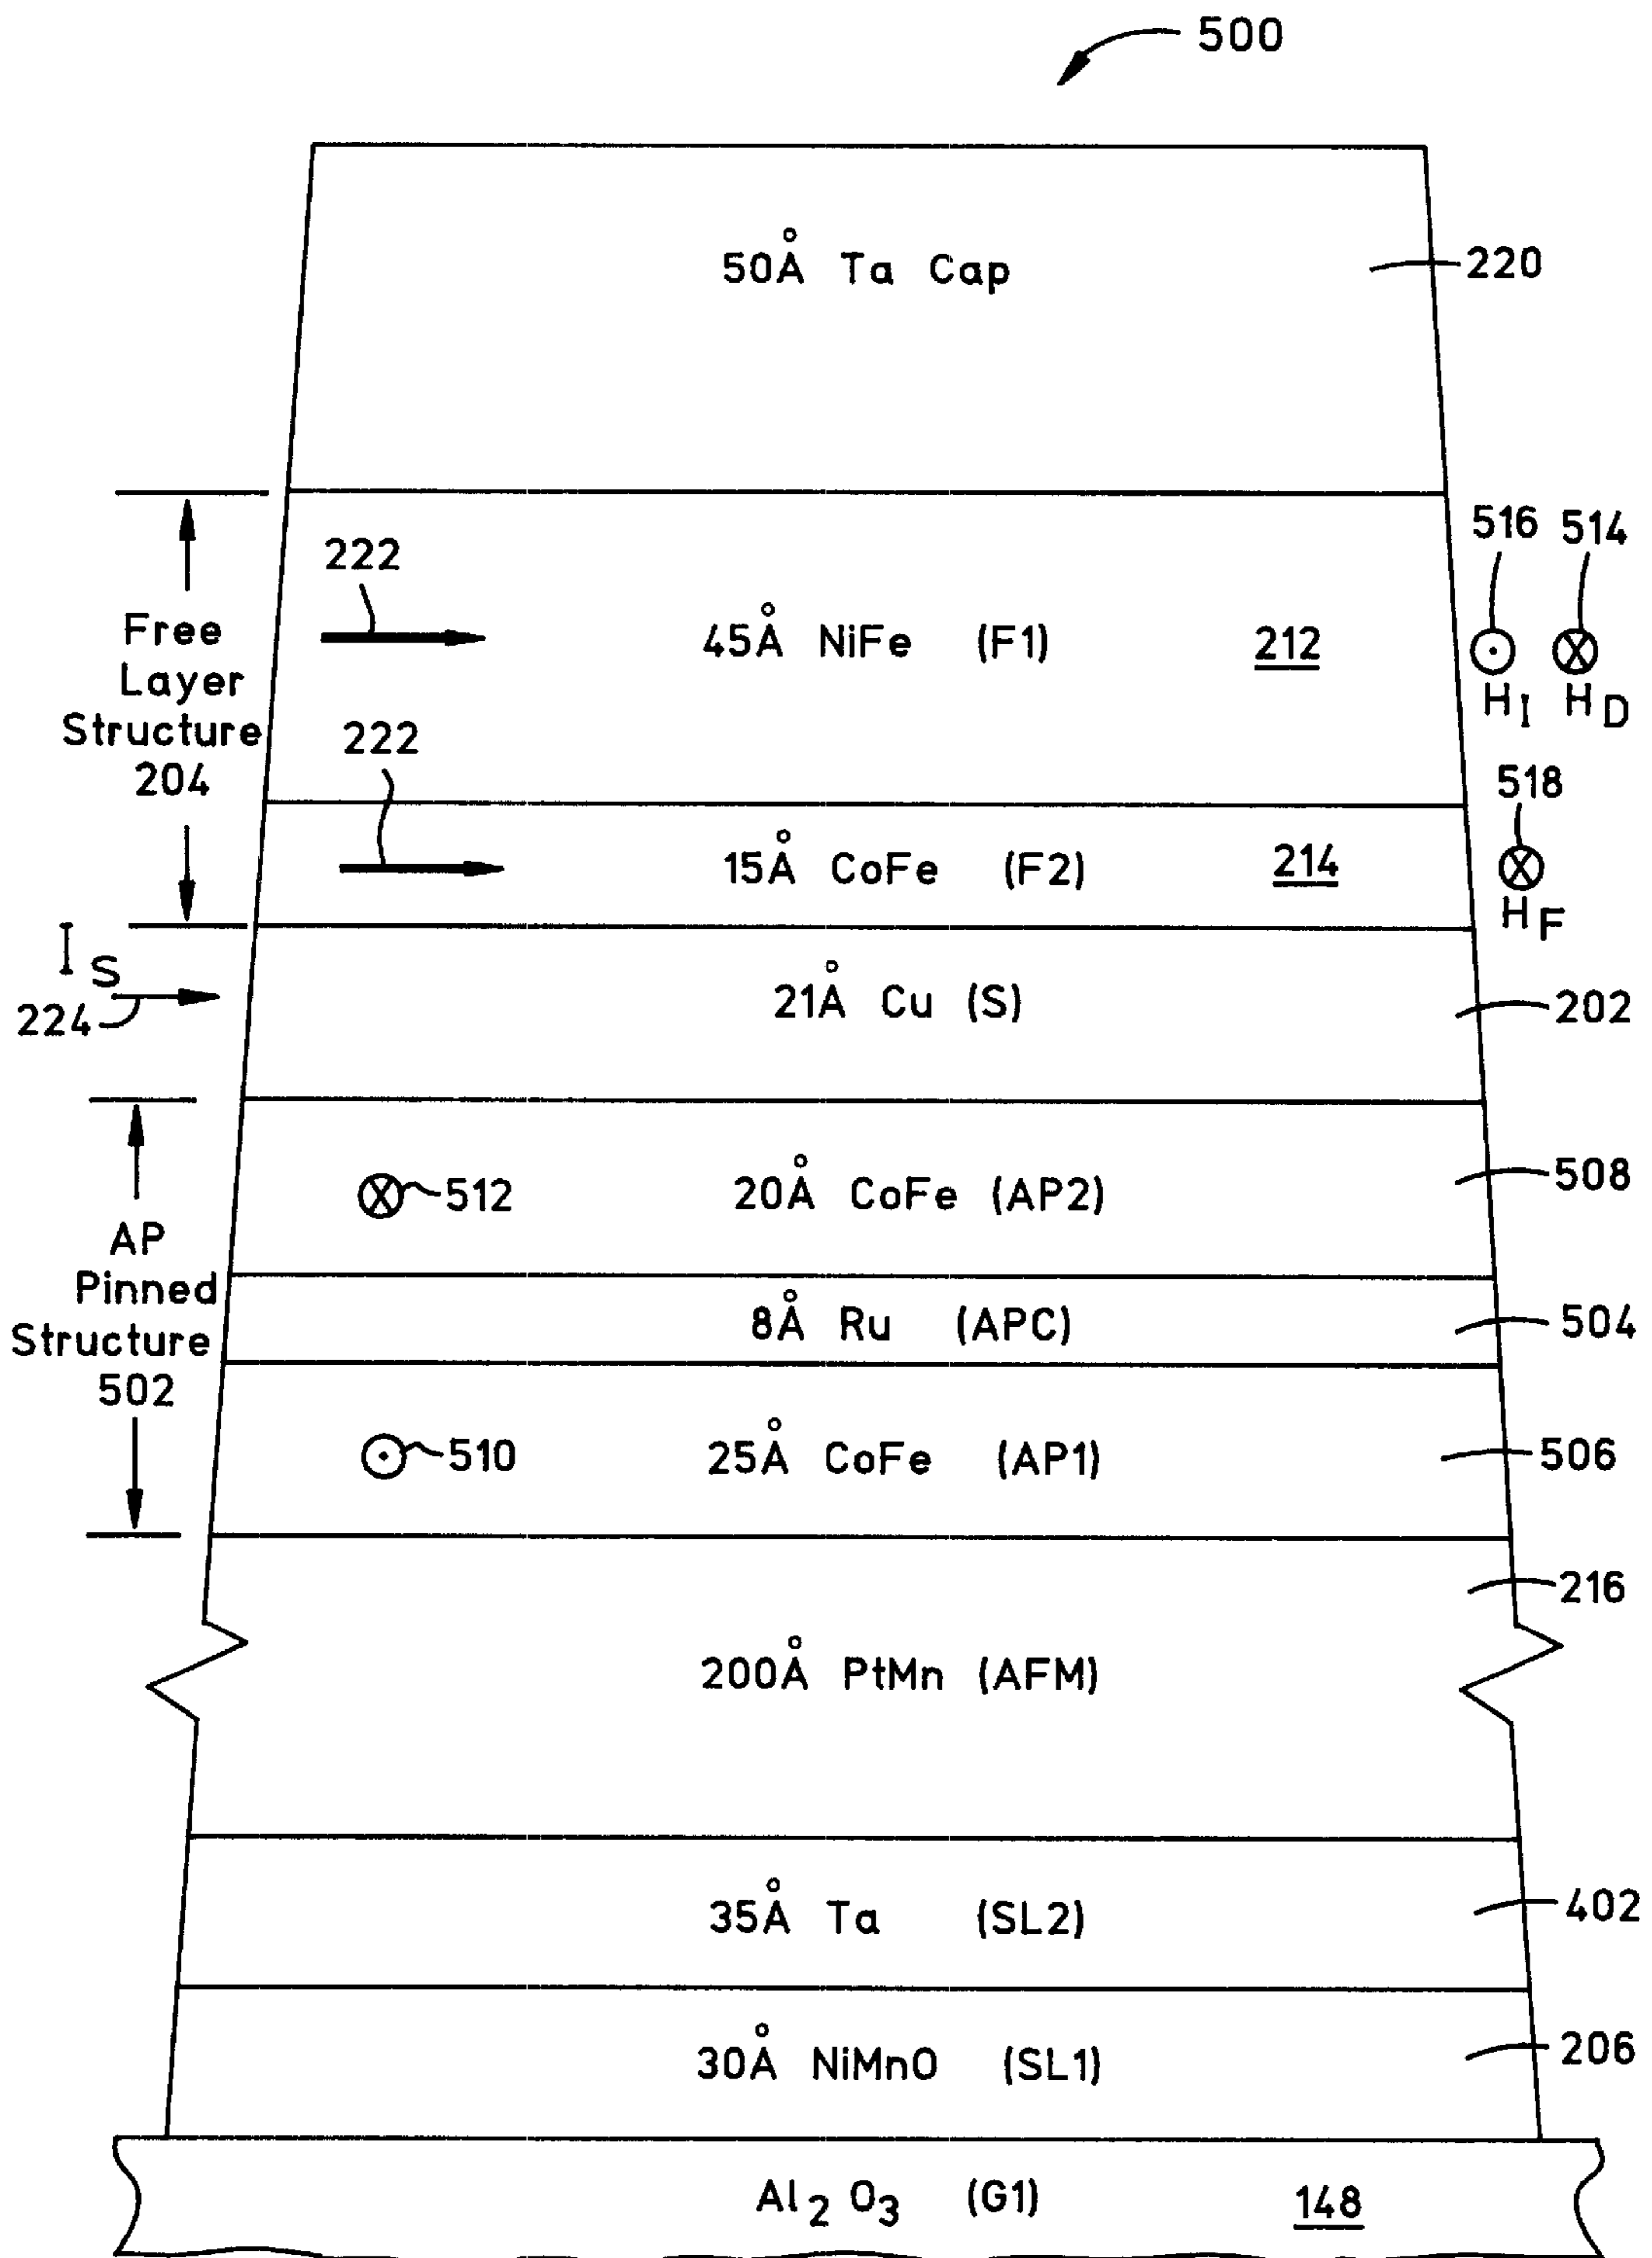 500
50Å Ta Cap
220
516 514
222
Free
Layer
Structure
204
45Å NiFe (F1)
212
H_I H_D
222
518
15Å CoFe (F2)
214
H_F
I_S
224
21Å Cu (S)
202
AP
Pinned
Structure
502
512
20Å CoFe (AP2)
508
8Å Ru (APC)
504
510
25Å CoFe (AP1)
506
216
200Å PtMn (AFM)
35Å Ta (SL2)
402
30Å NiMnO (SL1)
206
Al₂O₃ (G1)
148